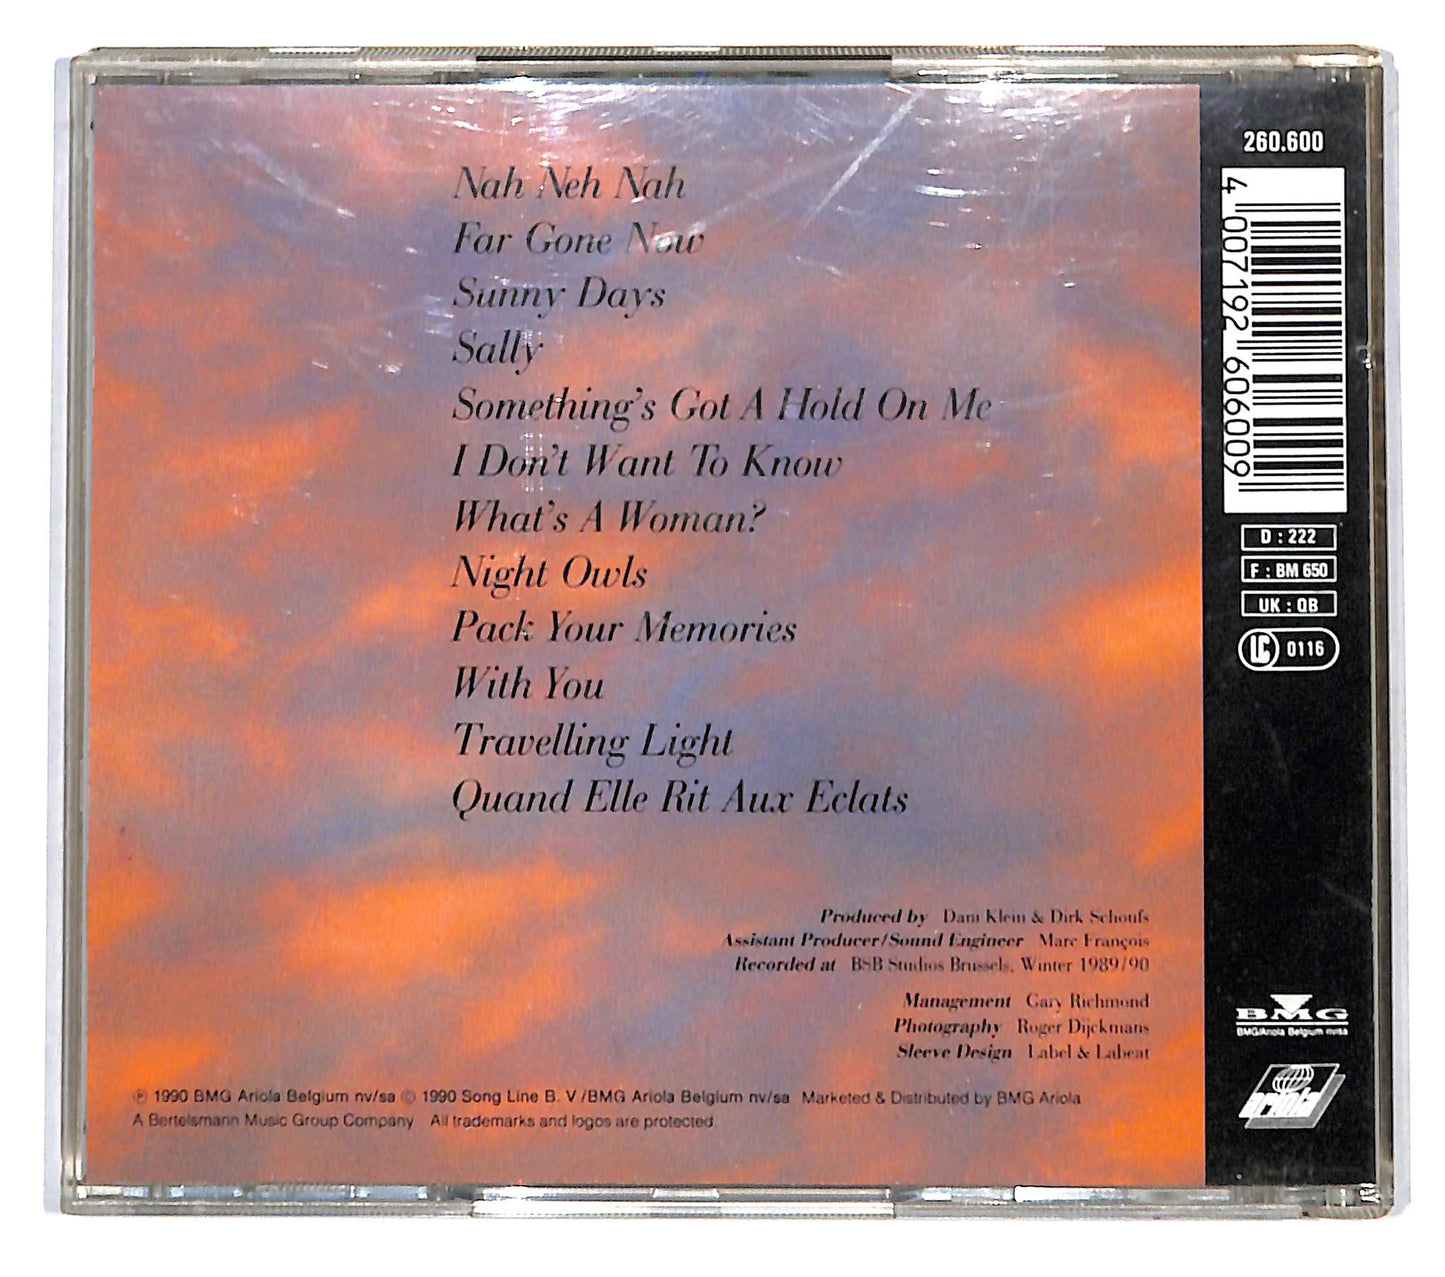 Nah Neh Nah
Far Gone Now
Sunny Days
Sally
Something's Got A Hold On Me
I Don't Want To Know
What's A Woman?
Night Owls
Pack Your Memories
With You
Travelling Light
Quand Elle Rit Aux Eclats
Produced by Dani Klein & Dirk Schoufs
Assistant Producer/Sound Engineer Marc François
Recorded at BSB Studios Brussels, Winter 1989/90
Management Gary Richmond
Photography Roger Dijckmans
Sleeve Design Label & Labeat
℗ 1990 BMG Ariola Belgium nv/sa © 1990 Song Line B. V /BMG Ariola Belgium nv/sa Marketed & Distributed by BMG Ariola
A Bertelsmann Music Group Company All trademarks and logos are protected.
260.600
4 007192 606009
D : 222
F : BM 650
UK : QB
LC 0116
BMG
BMG/Ariola Belgium nv/sa
ariola